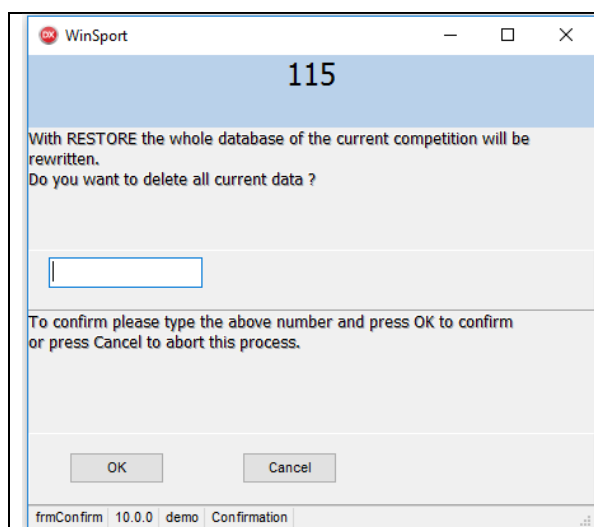 WinSport
115
With RESTORE the whole database of the current competition will be
rewritten.
Do you want to delete all current data ?
To confirm please type the above number and press OK to confirm
or press Cancel to abort this process.
OK Cancel
frmConfirm 10.0.0 demo Confirmation